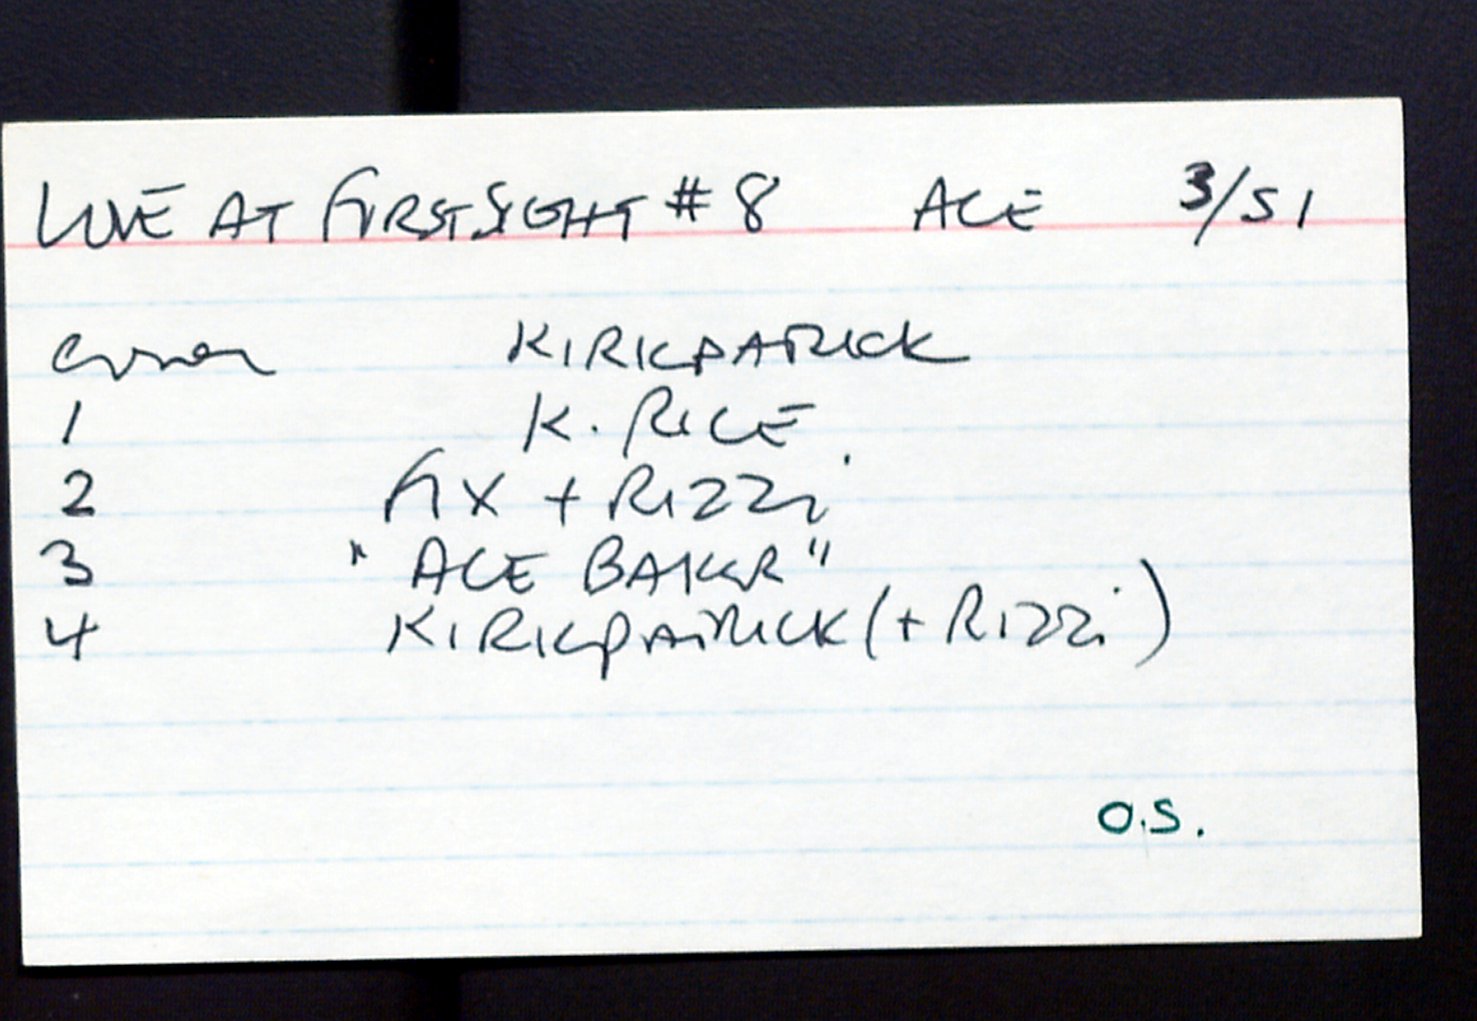 LOVE AT FIRST SIGHT #8 ACE 3/51
Cover KIRKPATRICK
1 K. RICE
2 FIX + RIZZI
3 "ACE BAKER"
4 KIRKPATRICK (+ RIZZI)
O.S.